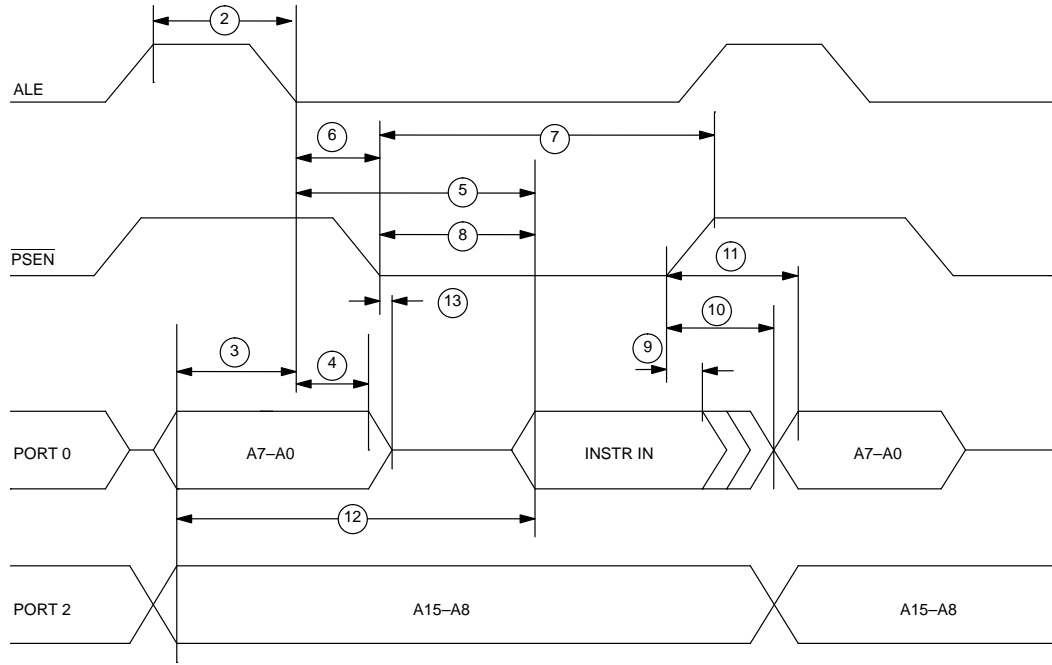 2
ALE
6
7
5
8
PSEN
11
13
10
9
3
4
PORT 0
A7–A0
INSTR IN
A7–A0
12
PORT 2
A15–A8
A15–A8